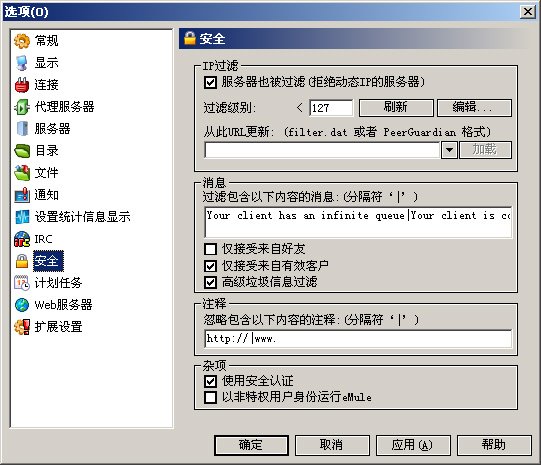 选项(O)
常规
显示
连接
代理服务器
服务器
目录
文件
通知
设置统计信息显示
IRC
安全
计划任务
Web服务器
扩展设置
安全
IP过滤
服务器也被过滤(拒绝动态IP的服务器)
过滤级别: < 127 刷新 编辑...
从此URL更新: (filter.dat 或者 PeerGuardian 格式)
加载
消息
过滤包含以下内容的消息:(分隔符‘|’)
Your client has an infinite queue|Your client is co
仅接受来自好友
仅接受来自有效客户
高级垃圾信息过滤
注释
忽略包含以下内容的注释:(分隔符‘|’)
http://|www.
杂项
使用安全认证
以非特权用户身份运行eMule
确定 取消 应用(A) 帮助